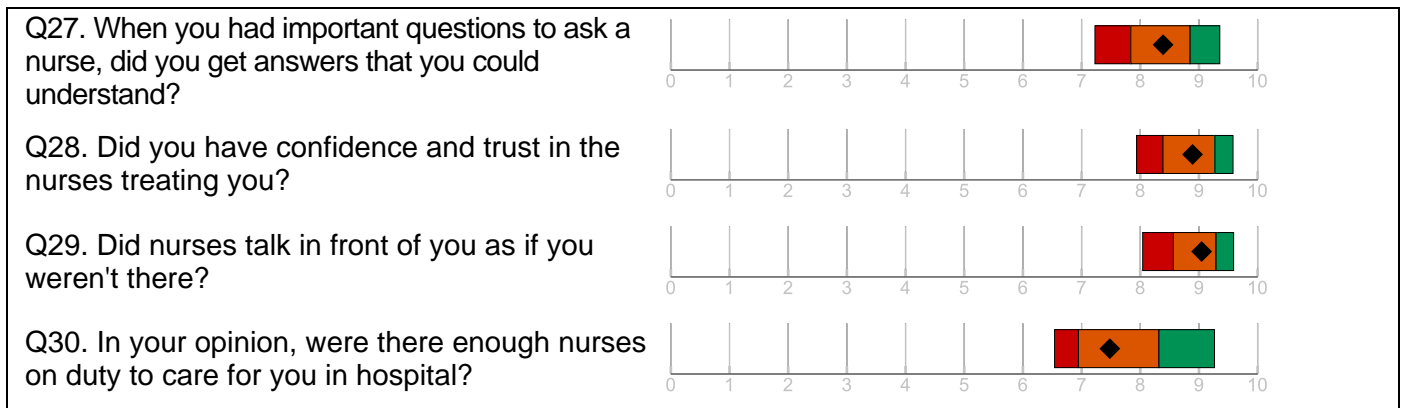 Q27. When you had important questions to ask a
nurse, did you get answers that you could
understand?
0 1 2 3 4 5 6 7 8 9 10
Q28. Did you have confidence and trust in the
nurses treating you?
0 1 2 3 4 5 6 7 8 9 10
Q29. Did nurses talk in front of you as if you
weren't there?
0 1 2 3 4 5 6 7 8 9 10
Q30. In your opinion, were there enough nurses
on duty to care for you in hospital?
0 1 2 3 4 5 6 7 8 9 10